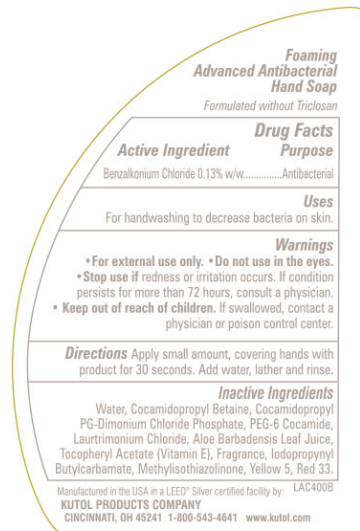 Foaming
Advanced Antibacterial
Hand Soap
Formulated without Triclosan
Drug Facts
Active Ingredient Purpose
Benzalkonium Chloride 0.13% w/w...............Antibacterial
Uses
For handwashing to decrease bacteria on skin.
Warnings
• For external use only. • Do not use in the eyes.
• Stop use if redness or irritation occurs. If condition
persists for more than 72 hours, consult a physician.
• Keep out of reach of children. If swallowed, contact a
physician or poison control center.
Directions Apply small amount, covering hands with
product for 30 seconds. Add water, lather and rinse.
Inactive Ingredients
Water, Cocamidopropyl Betaine, Cocamidopropyl
PG-Dimonium Chloride Phosphate, PEG-6 Cocamide,
Laurtrimonium Chloride, Aloe Barbadensis Leaf Juice,
Tocopheryl Acetate (Vitamin E), Fragrance, Iodopropynyl
Butylcarbamate, Methylisothiazolinone, Yellow 5, Red 33.
Manufactured in the USA in a LEED® Silver certified facility by: LAC400B
KUTOL PRODUCTS COMPANY
CINCINNATI, OH 45241 1-800-543-4641 www.kutol.com